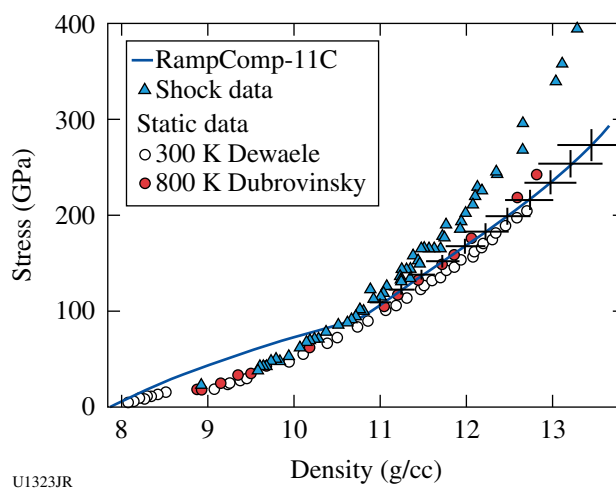 400
300
200
100
0
Stress (GPa)
RampComp-11C
Shock data
Static data
300 K Dewaele
800 K Dubrovinsky
8 9 10 11 12 13
Density (g/cc)
U1323JR